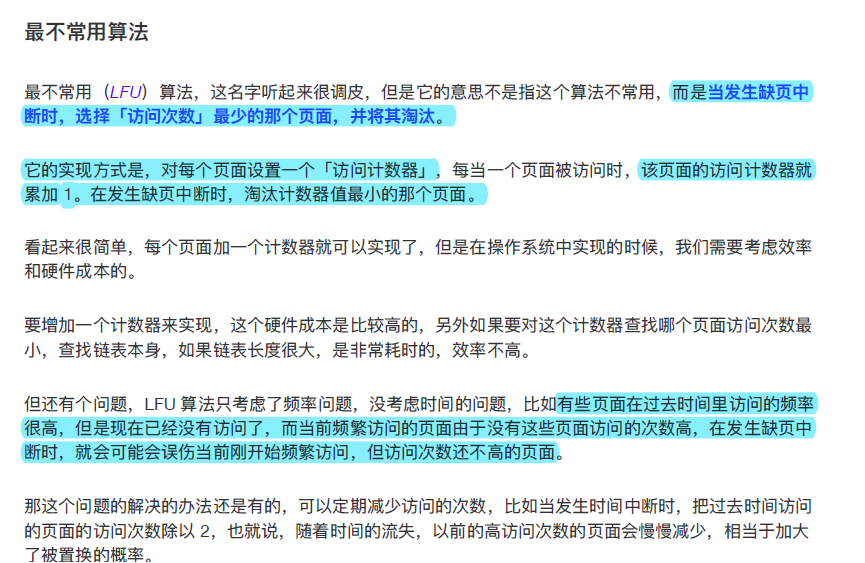 最不常用算法
最不常用（LFU）算法，这名字听起来很调皮，但是它的意思不是指这个算法不常用，而是当发生缺页中
断时，选择「访问次数」最少的那个页面，并将其淘汰。
它的实现方式是，对每个页面设置一个「访问计数器」，每当一个页面被访问时，该页面的访问计数器就
累加 1。在发生缺页中断时，淘汰计数器值最小的那个页面。
看起来很简单，每个页面加一个计数器就可以实现了，但是在操作系统中实现的时候，我们需要考虑效率
和硬件成本的。
要增加一个计数器来实现，这个硬件成本是比较高的，另外如果要对这个计数器查找哪个页面访问次数最
小，查找链表本身，如果链表长度很大，是非常耗时的，效率不高。
但还有个问题，LFU 算法只考虑了频率问题，没考虑时间的问题，比如有些页面在过去时间里访问的频率
很高，但是现在已经没有访问了，而当前频繁访问的页面由于没有这些页面访问的次数高，在发生缺页中
断时，就会可能会误伤当前刚开始频繁访问，但访问次数还不高的页面。
那这个问题的解决的办法还是有的，可以定期减少访问的次数，比如当发生时间中断时，把过去时间访问
的页面的访问次数除以 2，也就说，随着时间的流失，以前的高访问次数的页面会慢慢减少，相当于加大
了被置换的概率。